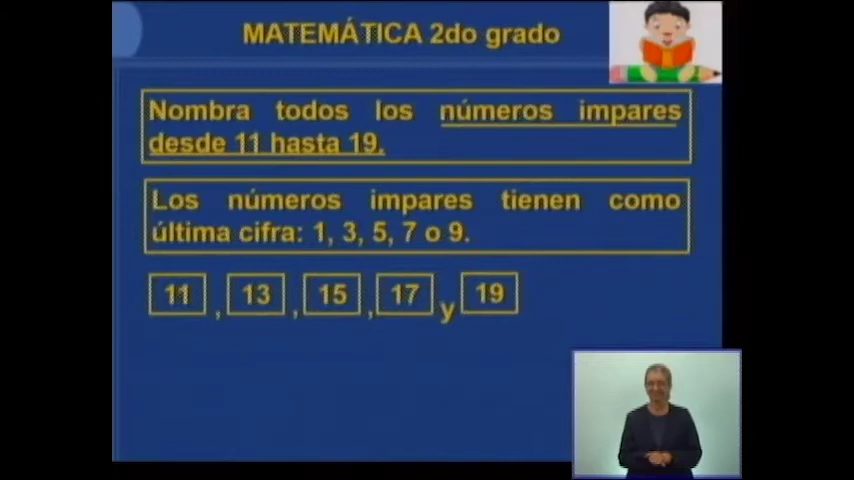 MATEMÁTICA 2do grado
Nombra todos los números impares
desde 11 hasta 19.
Los números impares tienen como
última cifra: 1, 3, 5, 7 o 9.
11 , 13 , 15 , 17 y 19